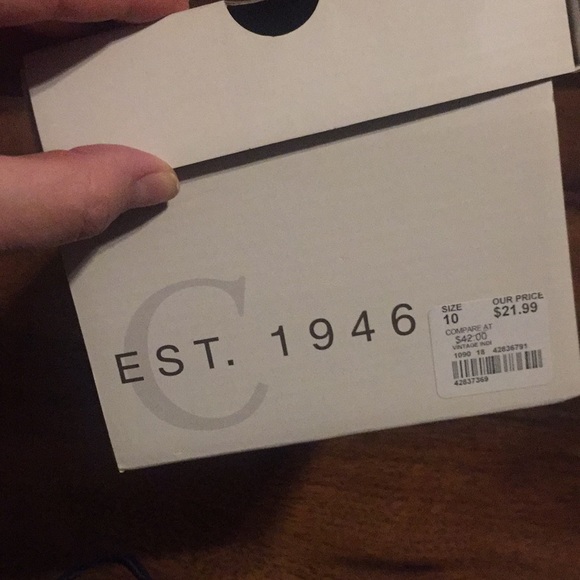 C
EST. 1946
SIZE OUR PRICE
10 $21.99
COMPARE AT
$42.00
VINTAGE INDI
1090 18 42836791
42837369